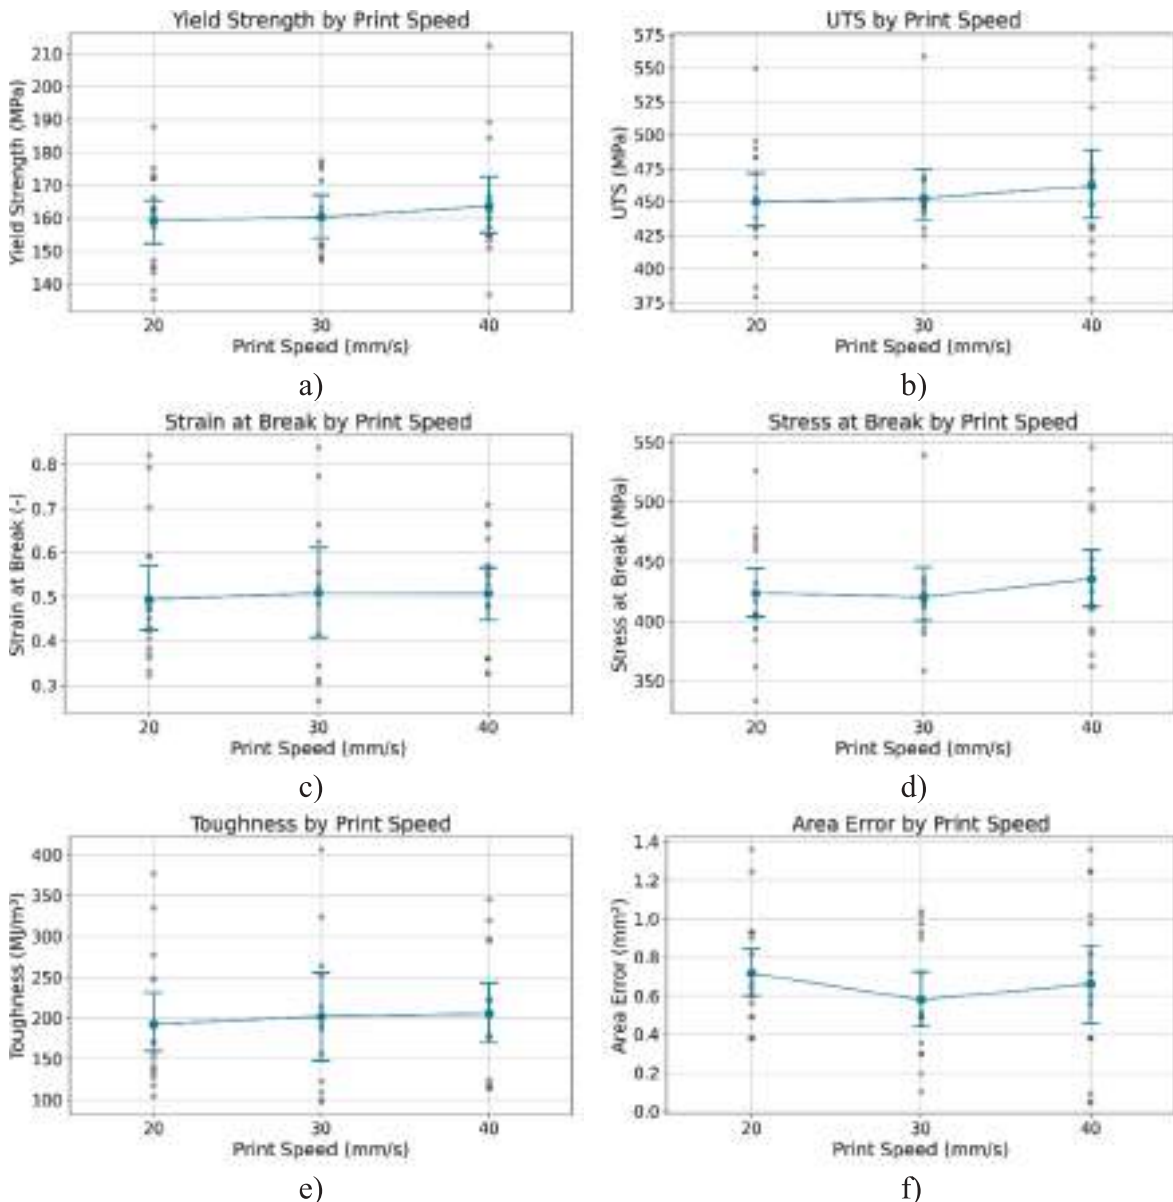 Yield Strength by Print Speed
UTS by Print Speed
Yield Strength (MPa)
210
200
190
180
170
160
150
140
20
30
40
Print Speed (mm/s)
UTS (MPa)
575
550
525
500
475
450
425
400
375
20
30
40
Print Speed (mm/s)
a)
b)
Strain at Break by Print Speed
Stress at Break by Print Speed
Strain at Break (-)
0.8
0.7
0.6
0.5
0.4
0.3
20
30
40
Print Speed (mm/s)
Stress at Break (MPa)
550
500
450
400
350
20
30
40
Print Speed (mm/s)
c)
d)
Toughness by Print Speed
Area Error by Print Speed
Toughness (MJ/m³)
400
350
300
250
200
150
100
20
30
40
Print Speed (mm/s)
Area Error (mm²)
1.4
1.2
1.0
0.8
0.6
0.4
0.2
0.0
20
30
40
Print Speed (mm/s)
e)
f)